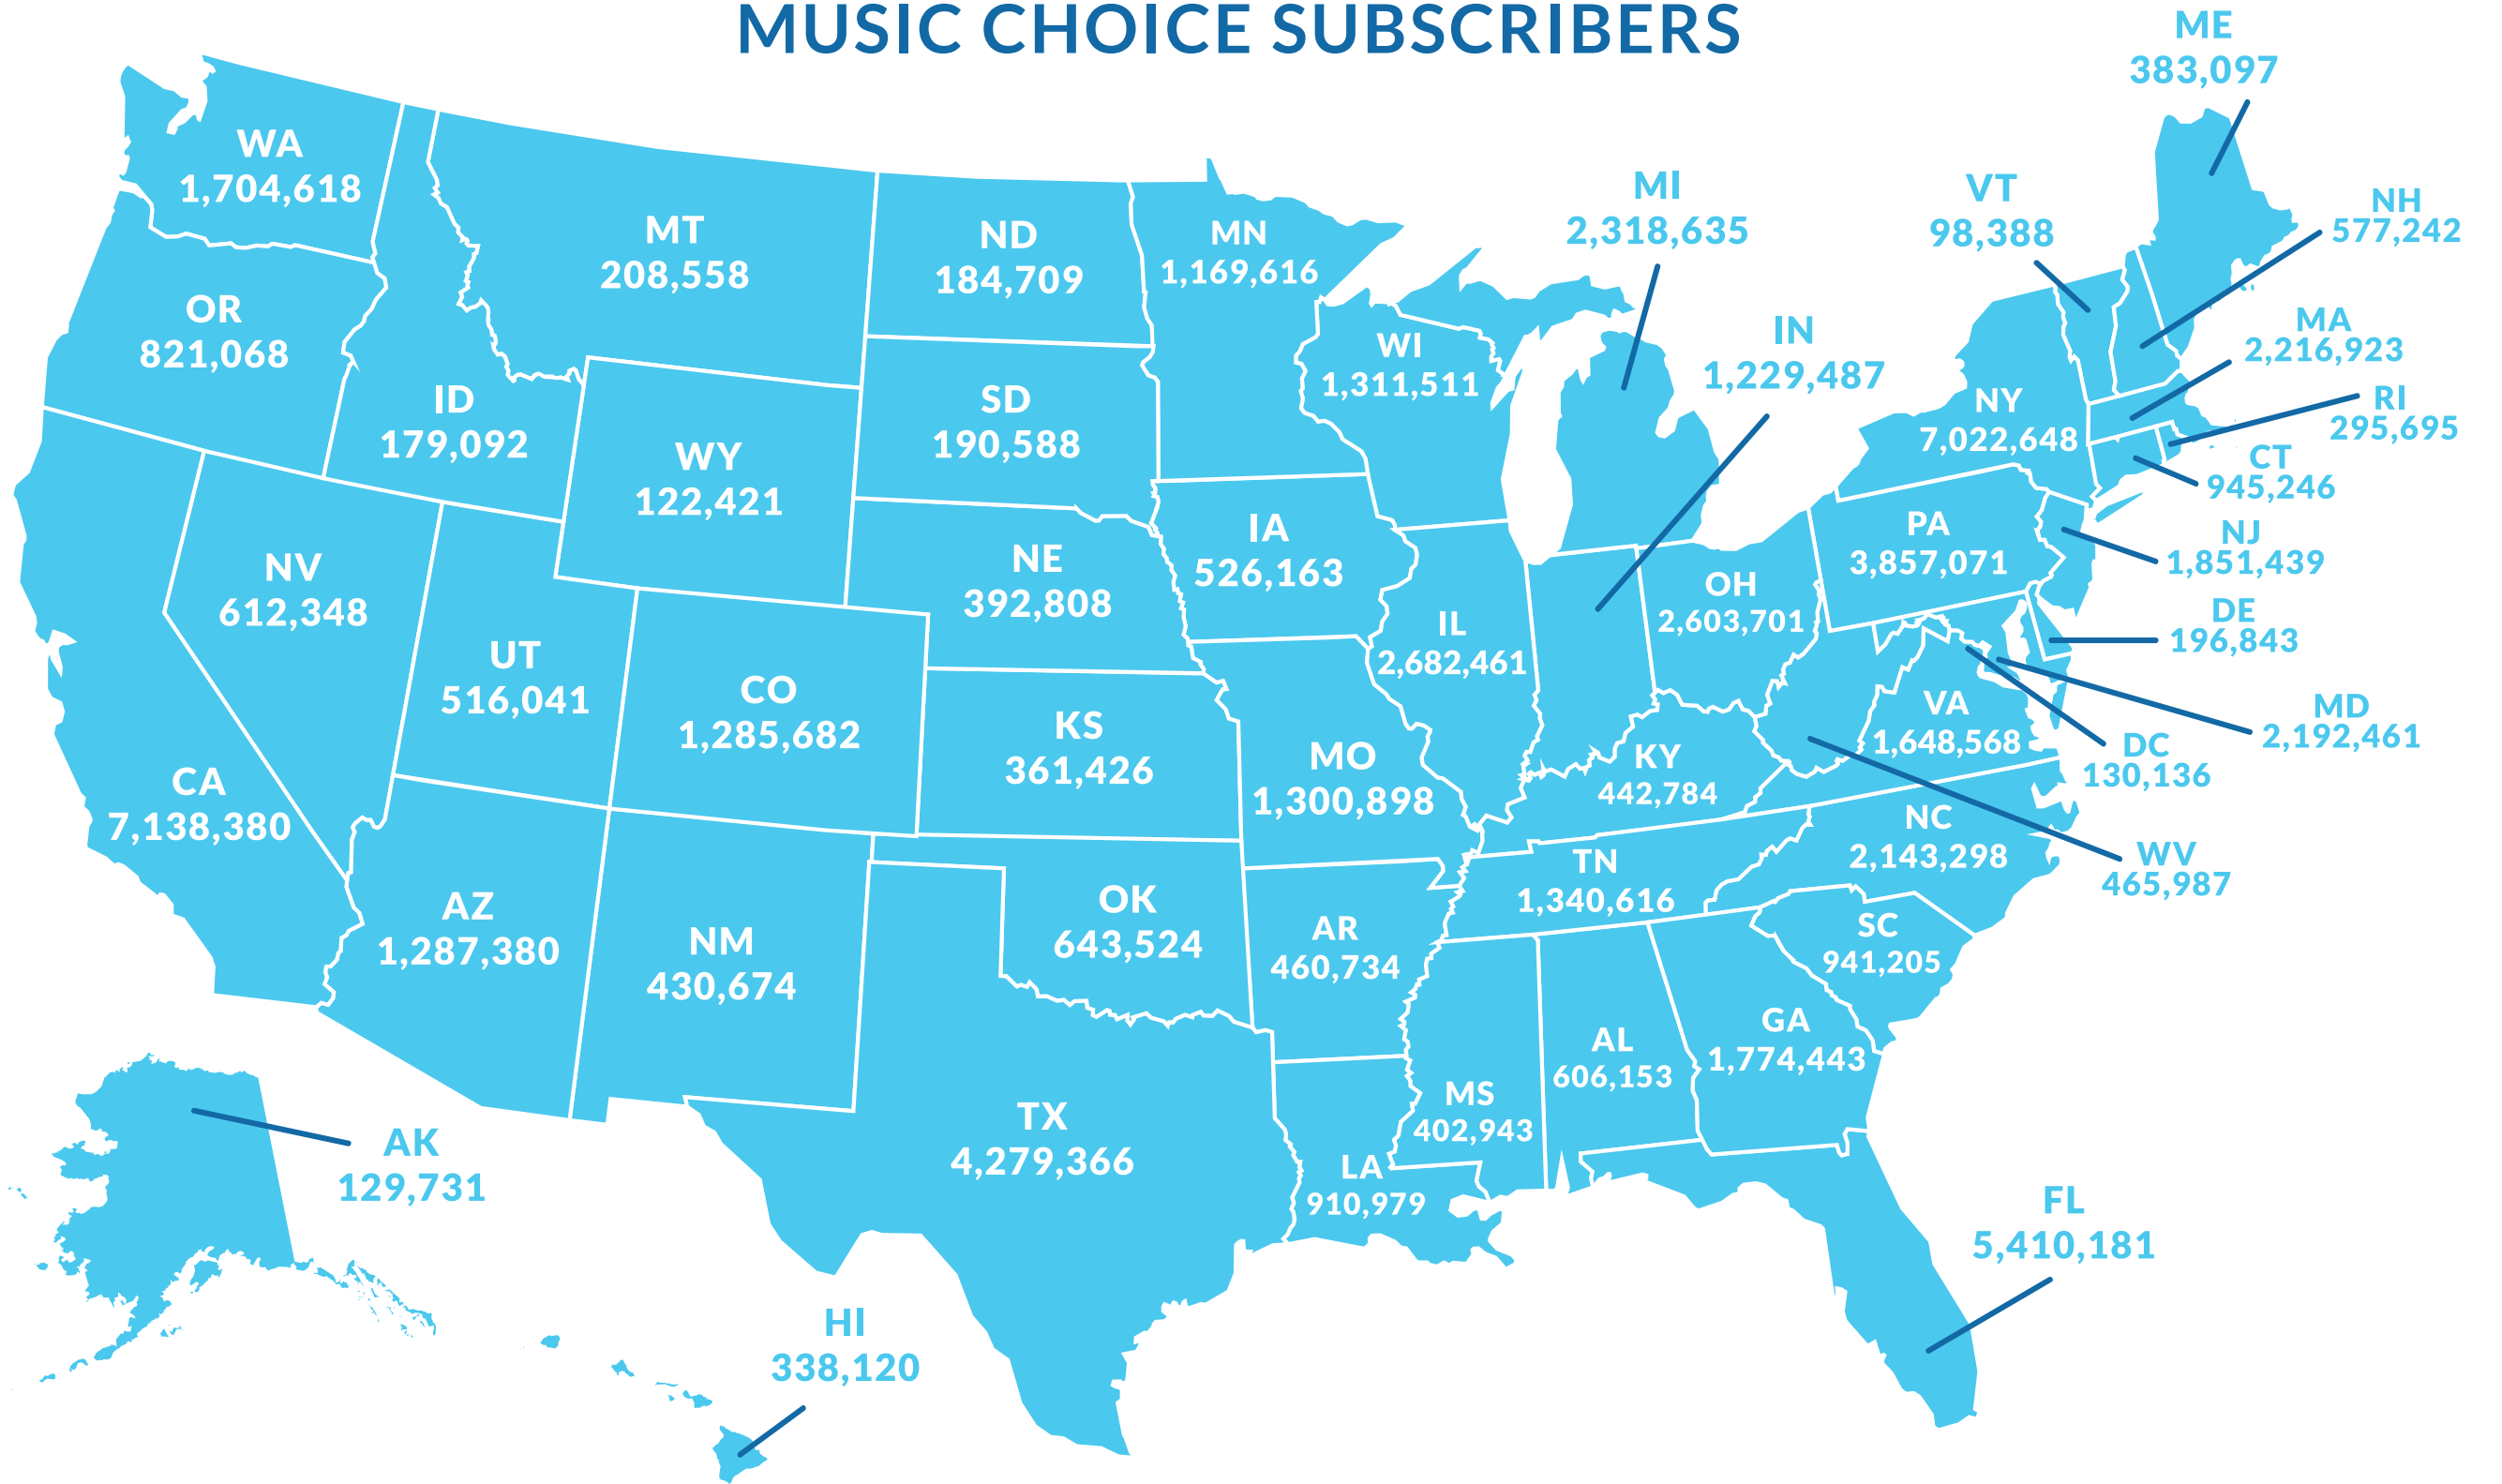 MUSIC CHOICE SUBSCRIBERS
ME
383,097
WA
1,704,618
MT
208,558
ND
184,709
MN
1,169,616
MI
2,318,635
VT
98,388
NH
577,242
OR
821,068
ID
179,092
WY
122,421
SD
190,588
WI
1,311,511
IN
1,229,487
NY
7,022,648
MA
2,216,923
RI
295,695
CT
945,246
NV
612,348
UT
516,041
CO
1,285,682
NE
392,808
IA
526,163
IL
2,682,461
OH
2,603,701
PA
3,857,071
NJ
1,851,439
DE
196,843
MD
2,192,461
DC
130,136
CA
7,138,380
KS
361,426
MO
1,300,898
KY
442,784
VA
1,648,568
WV
465,987
AZ
1,287,380
NM
430,674
OK
643,524
AR
460,734
TN
1,340,616
NC
2,143,298
SC
941,205
TX
4,279,366
LA
910,979
MS
402,943
AL
606,153
GA
1,774,443
FL
5,410,181
AK
129,731
HI
338,120